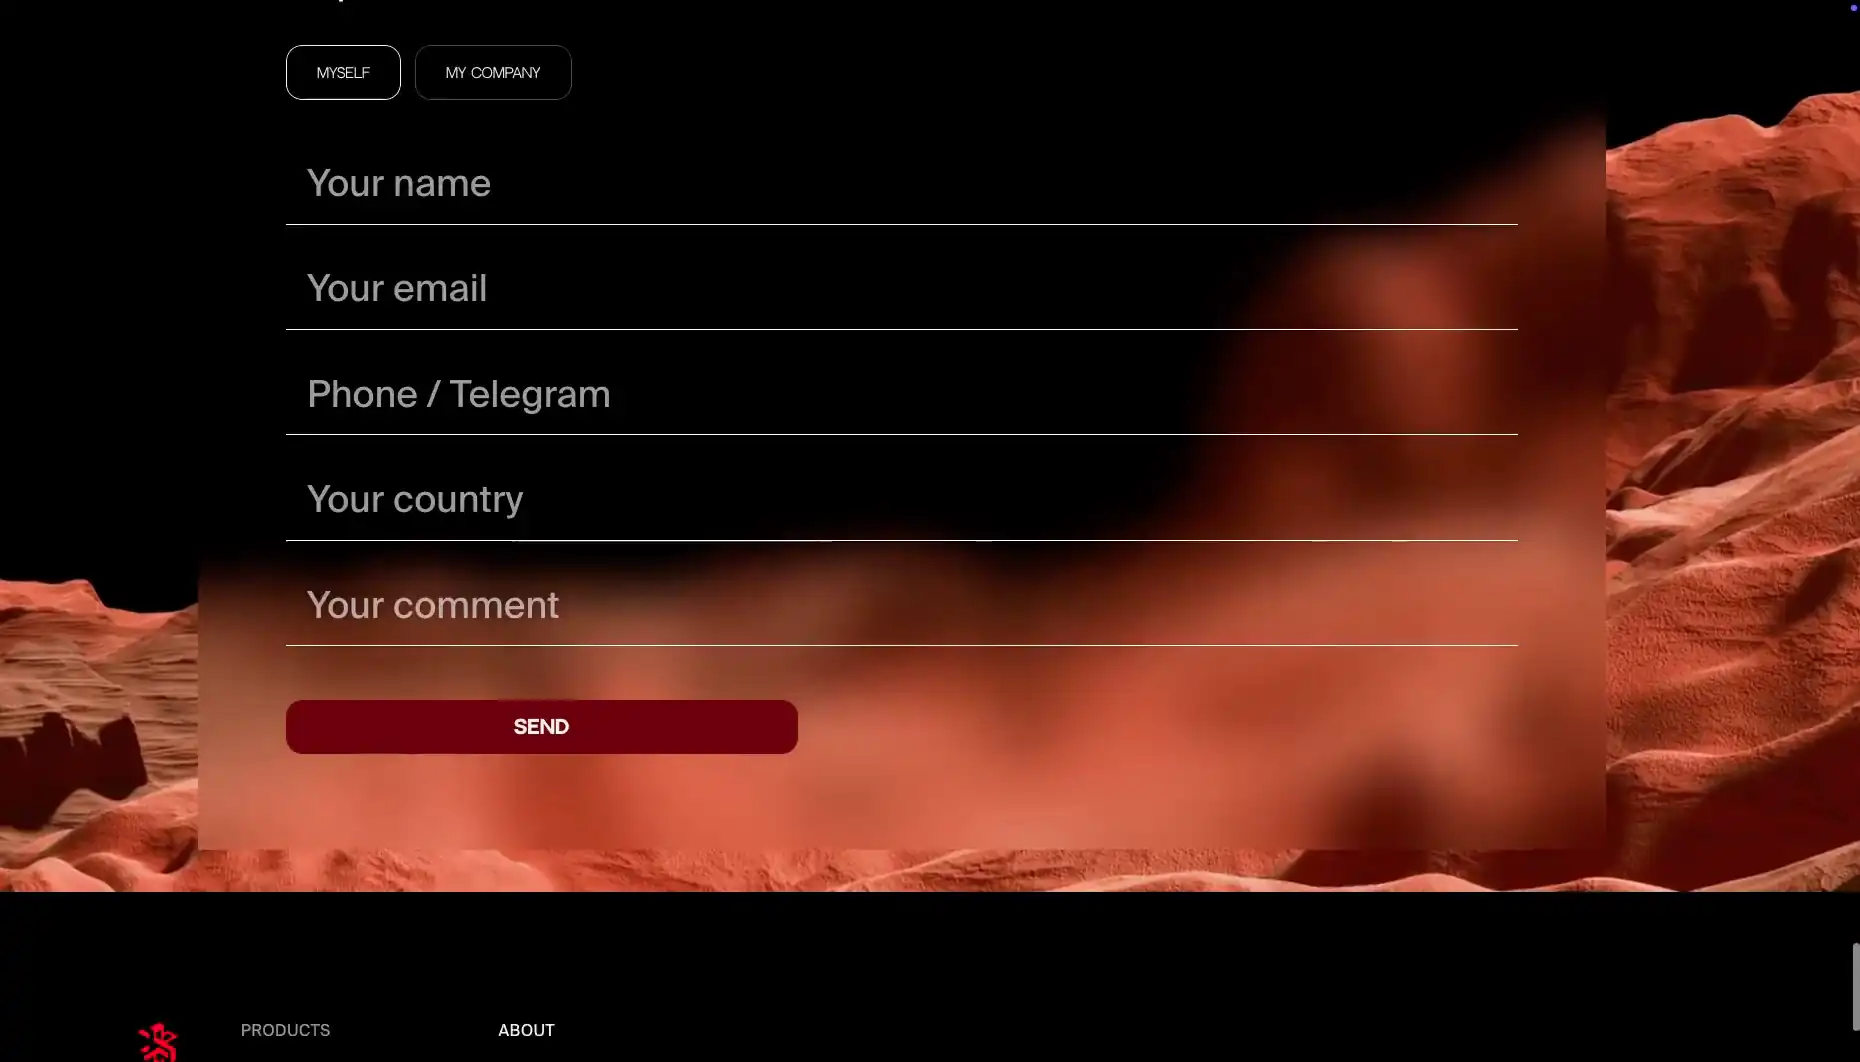 MYSELF
MY COMPANY
Your name
Your email
Phone / Telegram
Your country
Your comment
SEND
PRODUCTS
ABOUT